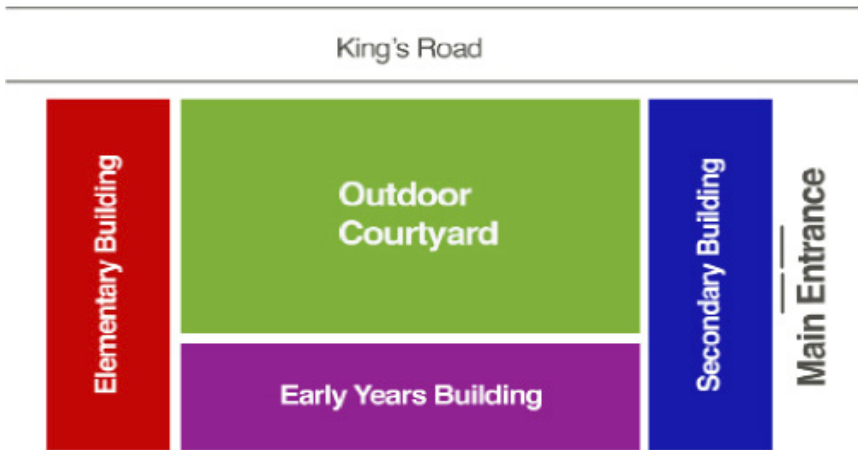 King's Road
Elementary Building
Outdoor
Courtyard
Early Years Building
Secondary Building
Main Entrance